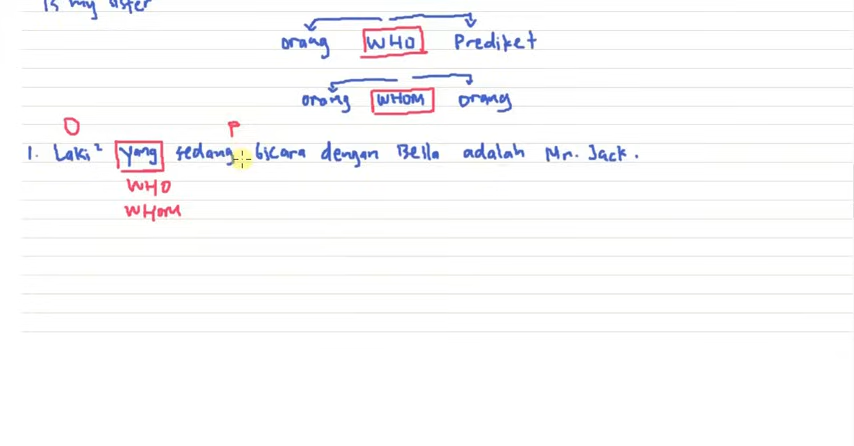 is my sister
orang WHO Prediket
orang WHOM orang
O P
1. Laki² yang sedang bicara dengan Bella adalah Mr. Jack.
WHO
WHOM